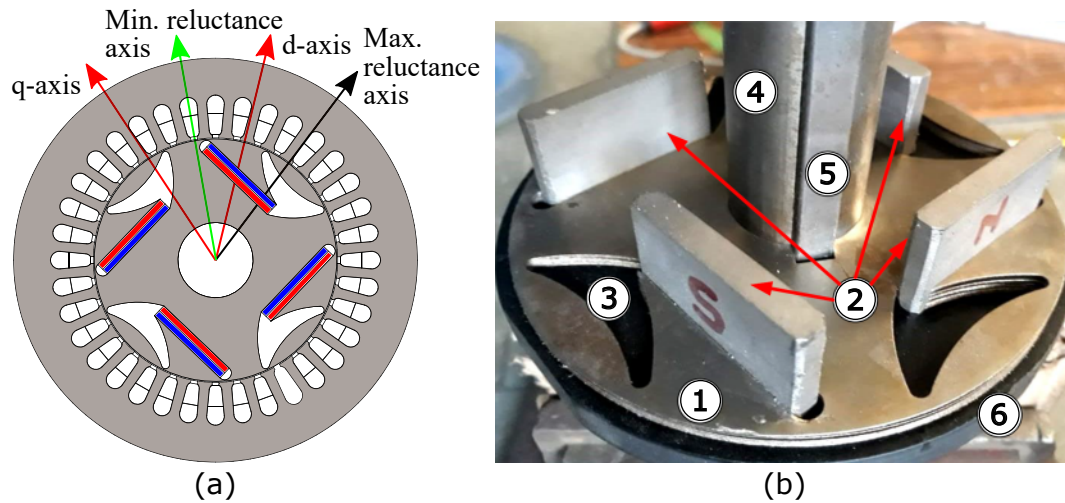 Min. reluctance
axis
d-axis
Max.
reluctance
axis
q-axis
(a)
4
5
N
2
3
S
1
6
(b)